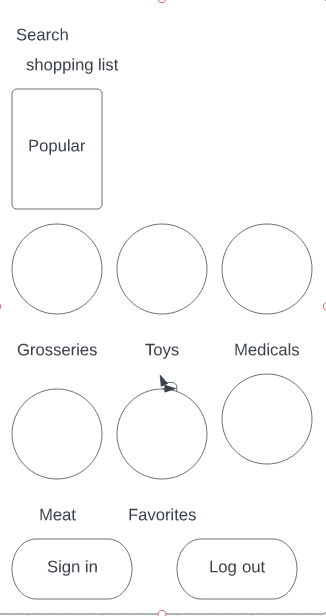 Search
shopping list
Popular
Grosseries Toys Medicals
Meat Favorites
Sign in Log out